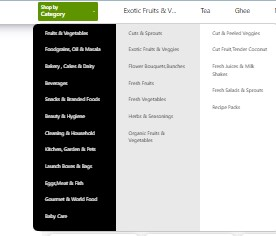 Shop by
Category
Exotic Fruits & V...
Tea
Ghee
Fruits & Vegetables
Foodgrains, Oil & Masala
Bakery, Cakes & Dairy
Beverages
Snacks & Branded Foods
Beauty & Hygiene
Cleaning & Household
Kitchen, Garden & Pets
Launch Boxes & Bags
Eggs,Meat & Fish
Gourmet & World Food
Baby Care
Cuts & Sprouts
Exotic Fruits & Veggies
Flower Bouquets,Bunches
Fresh Fruits
Fresh Vegetables
Herbs & Seasonings
Organic Fruits &
Vegetables
Cut & Peeled Veggies
Cut Fruit,Tender Coconut
Fresh Juices & Milk
Shakes
Fresh Salads & Sprouts
Recipe Packs